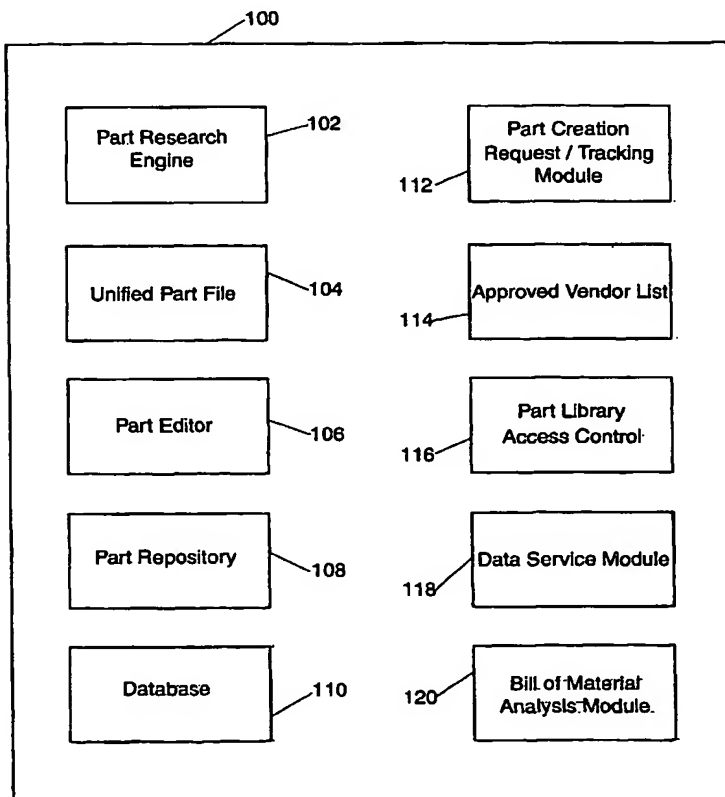 100
Part Research
Engine
102
Unified Part File
104
Part Editor
106
Part Repository
108
Database
110
Part Creation
Request / Tracking
Module
112
Approved Vendor List
114
Part Library
Access Control
116
Data Service Module
118
Bill of Material
Analysis Module
120